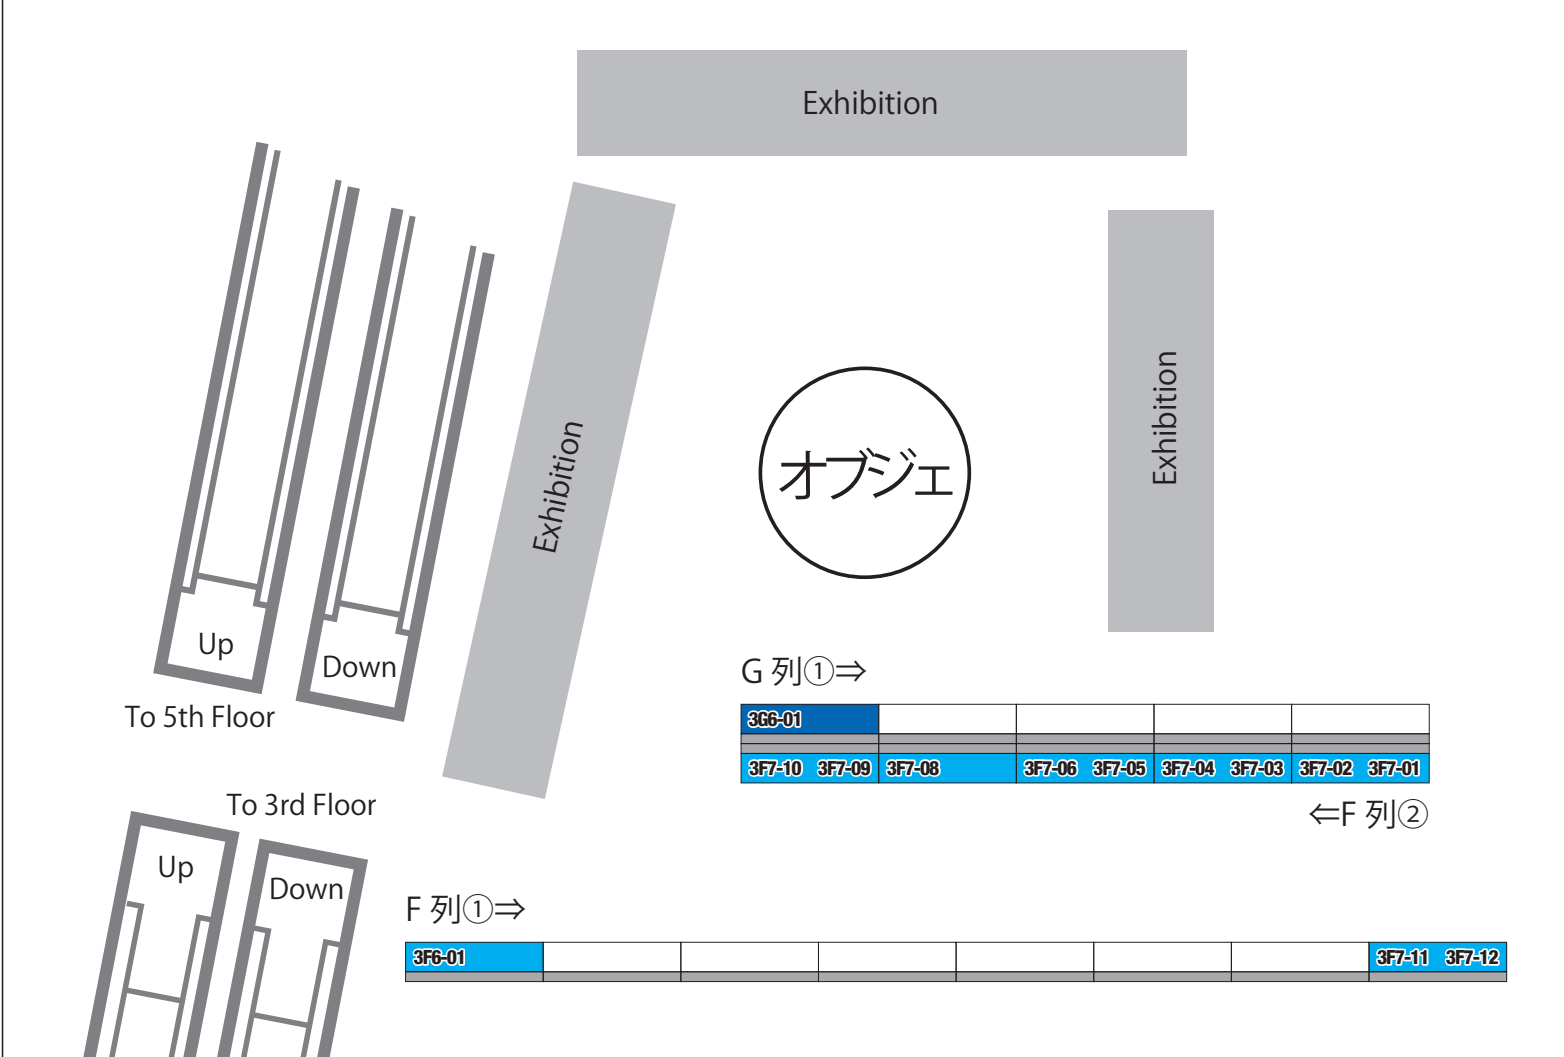 Exhibition
Exhibition
Exhibition
オブジェ
Up
Down
To 5th Floor
G 列①⇒
3G6-01
3F7-10 3F7-09 3F7-08 3F7-06 3F7-05 3F7-04 3F7-03 3F7-02 3F7-01
⇐F 列②
To 3rd Floor
Up
Down
F 列①⇒
3F6-01 3F7-11 3F7-12